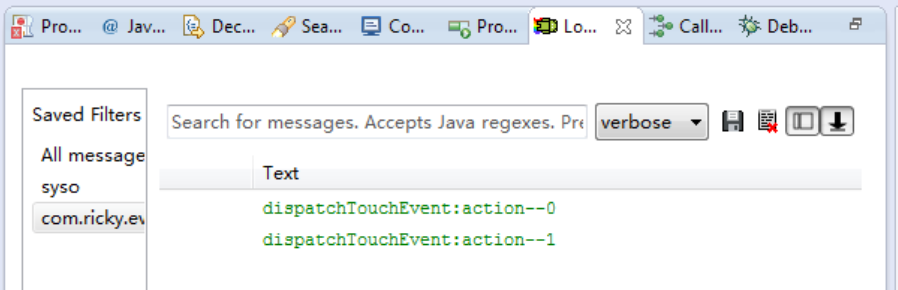 Pro... @ Jav... Dec... Sea... Co... Pro... Lo... Call... Deb...
Saved Filters
Search for messages. Accepts Java regexes. Pre
verbose
All message
syso
com.ricky.ev
Text
dispatchTouchEvent:action--0
dispatchTouchEvent:action--1